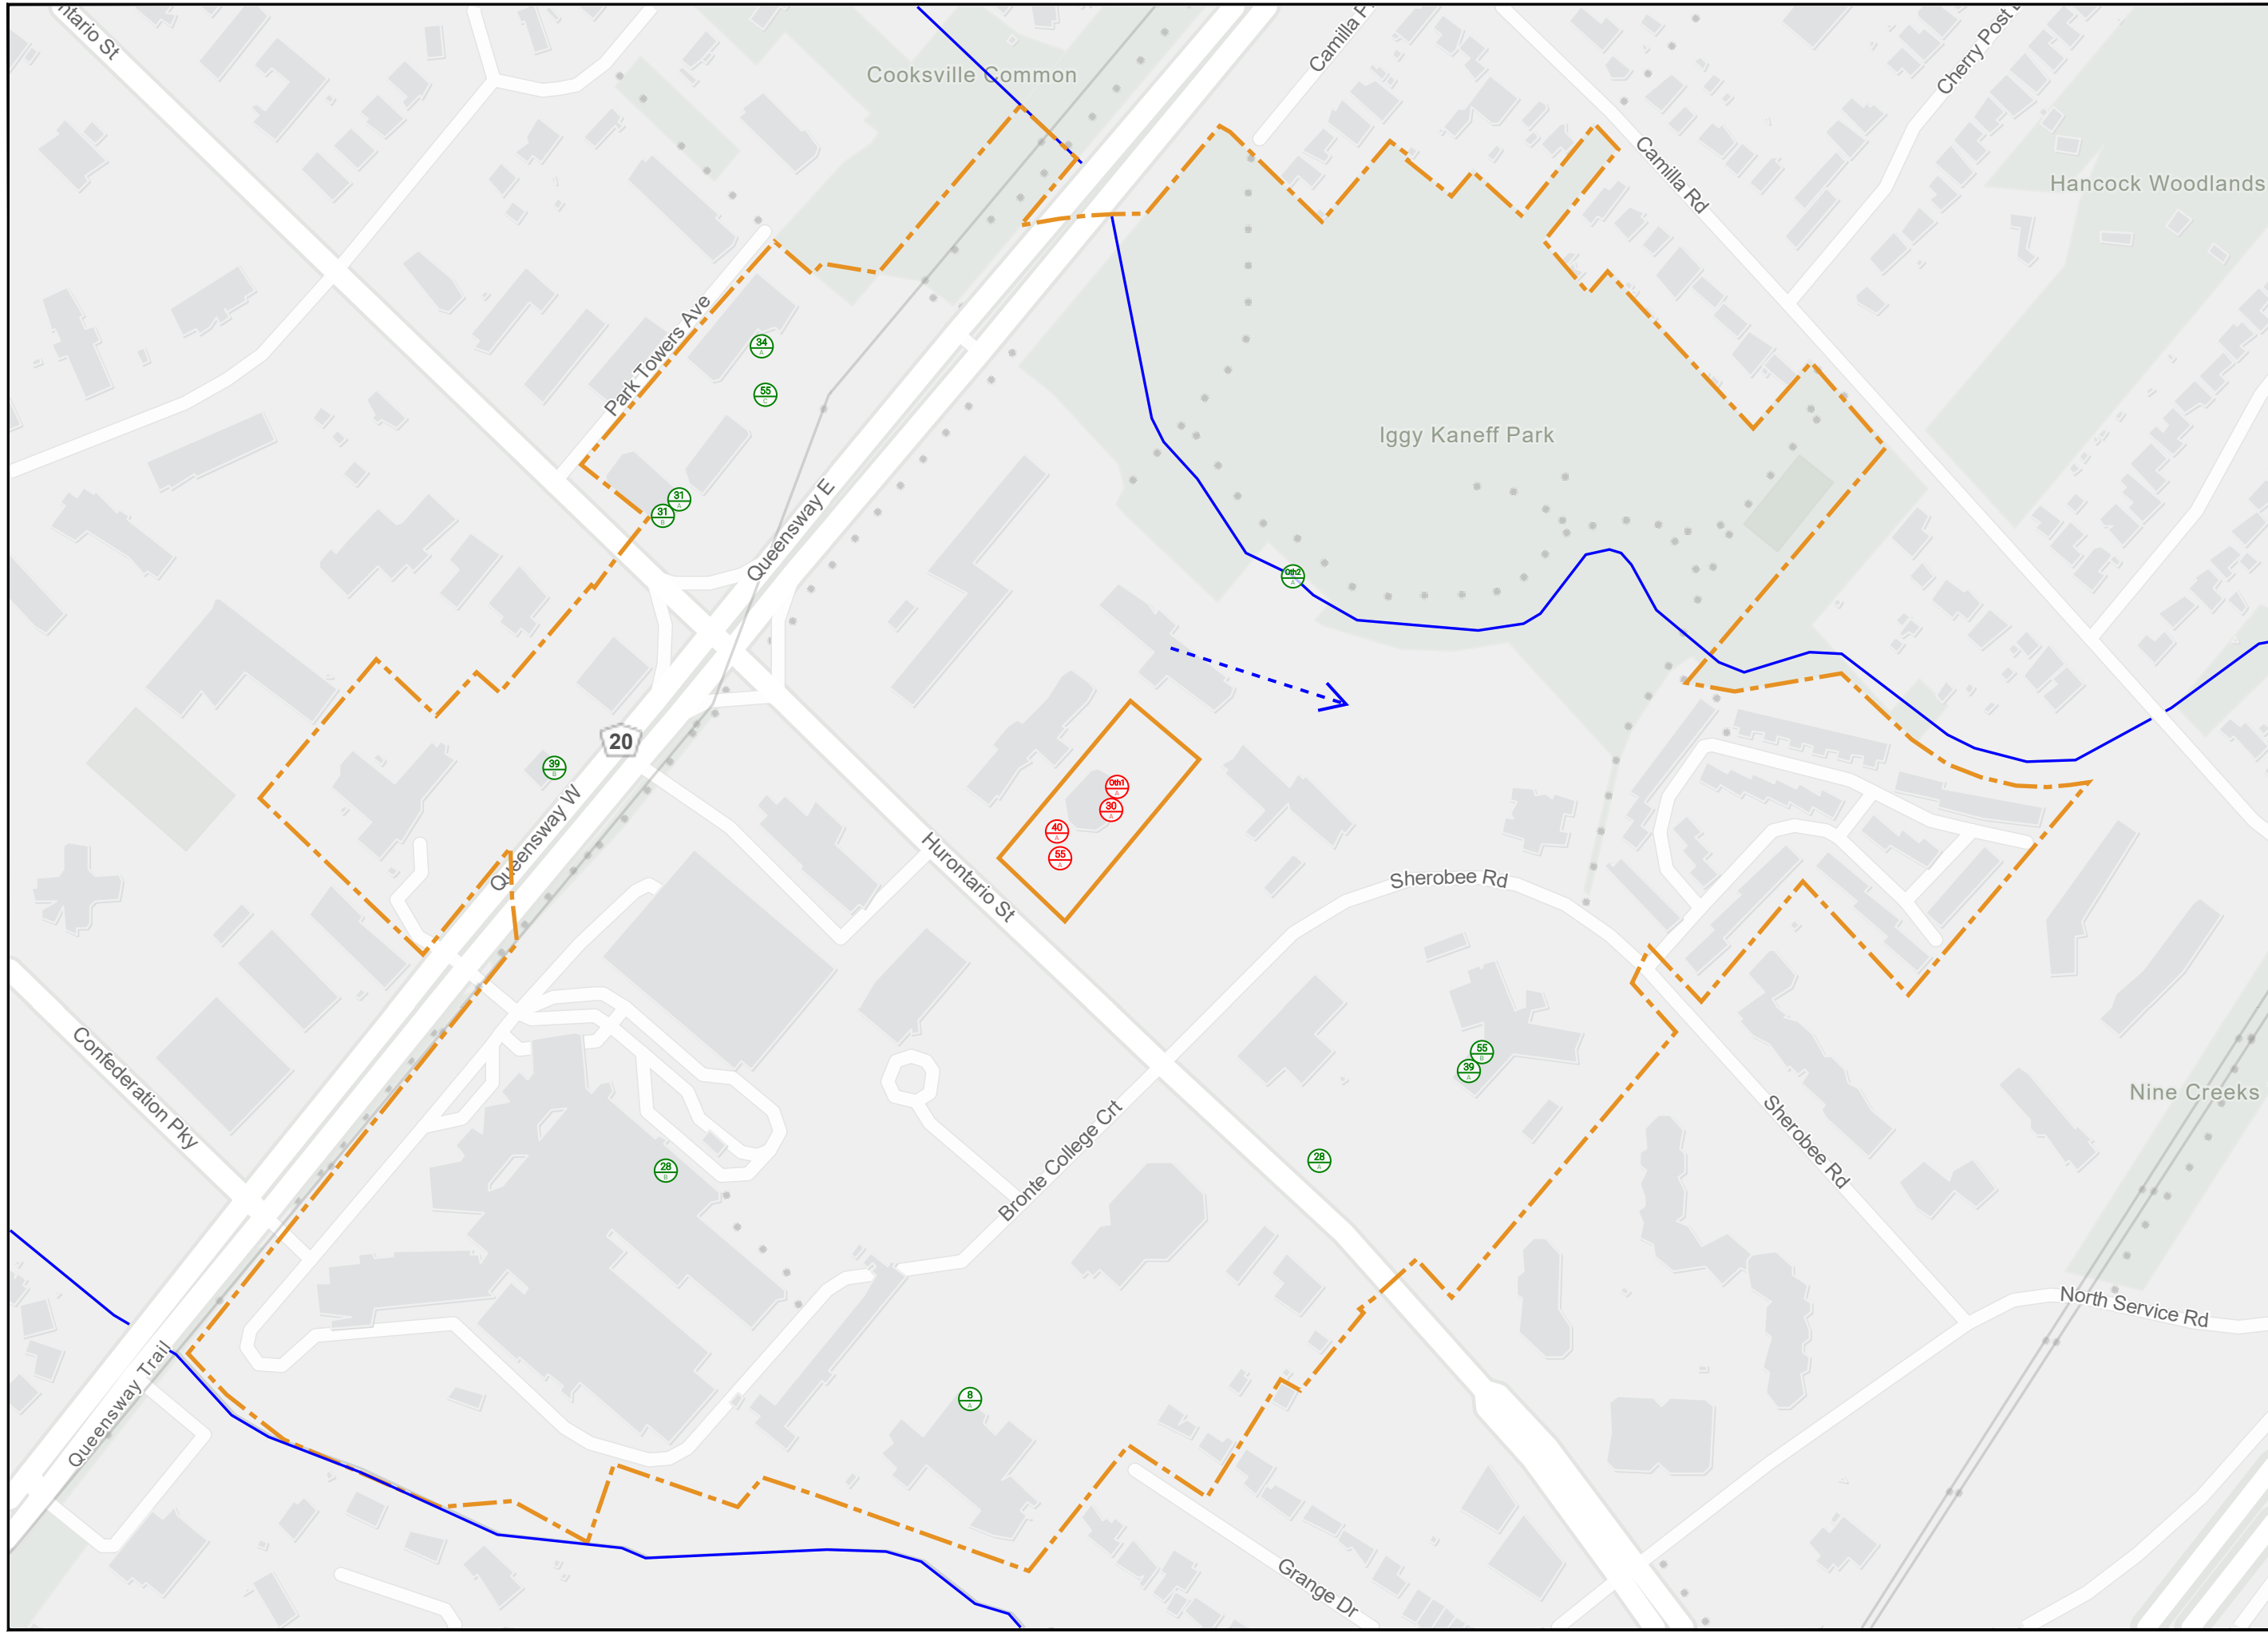 ntario St
Cooksville Common
Camilla
Cherry Post
Camilla Rd
Hancock Woodlands
Park Towers Ave
34
A
55
C
Iggy Kaneff Park
31
A
31
B
Queensway E
Oth2
A
20
39
B
Queensway W
Oth1
A
30
A
40
A
55
A
Hurontario St
Sherobee Rd
Confederation Pky
55
B
39
A
Nine Creeks
28
B
28
A
Bronte College Crt
Sherobee Rd
North Service Rd
Queensway Trail
8
A
Grange Dr